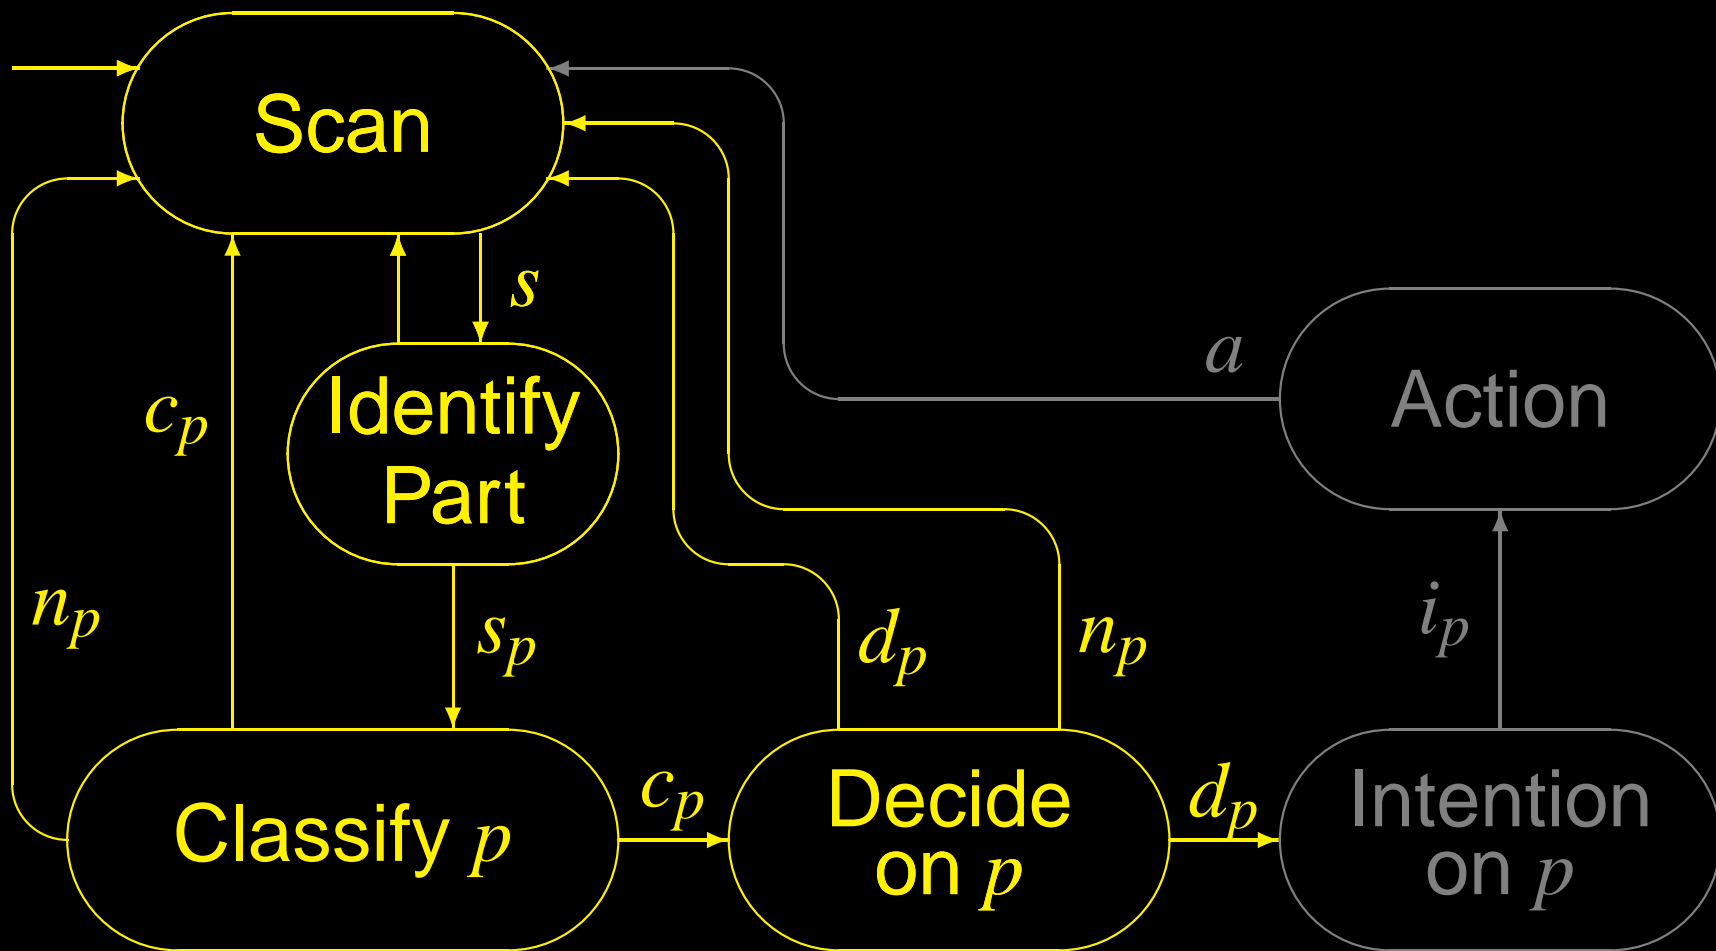 Scan
s
a
Action
Identify
Part
c_p
n_p
s_p
d_p
n_p
i_p
Classify p
c_p
Decide
on p
d_p
Intention
on p